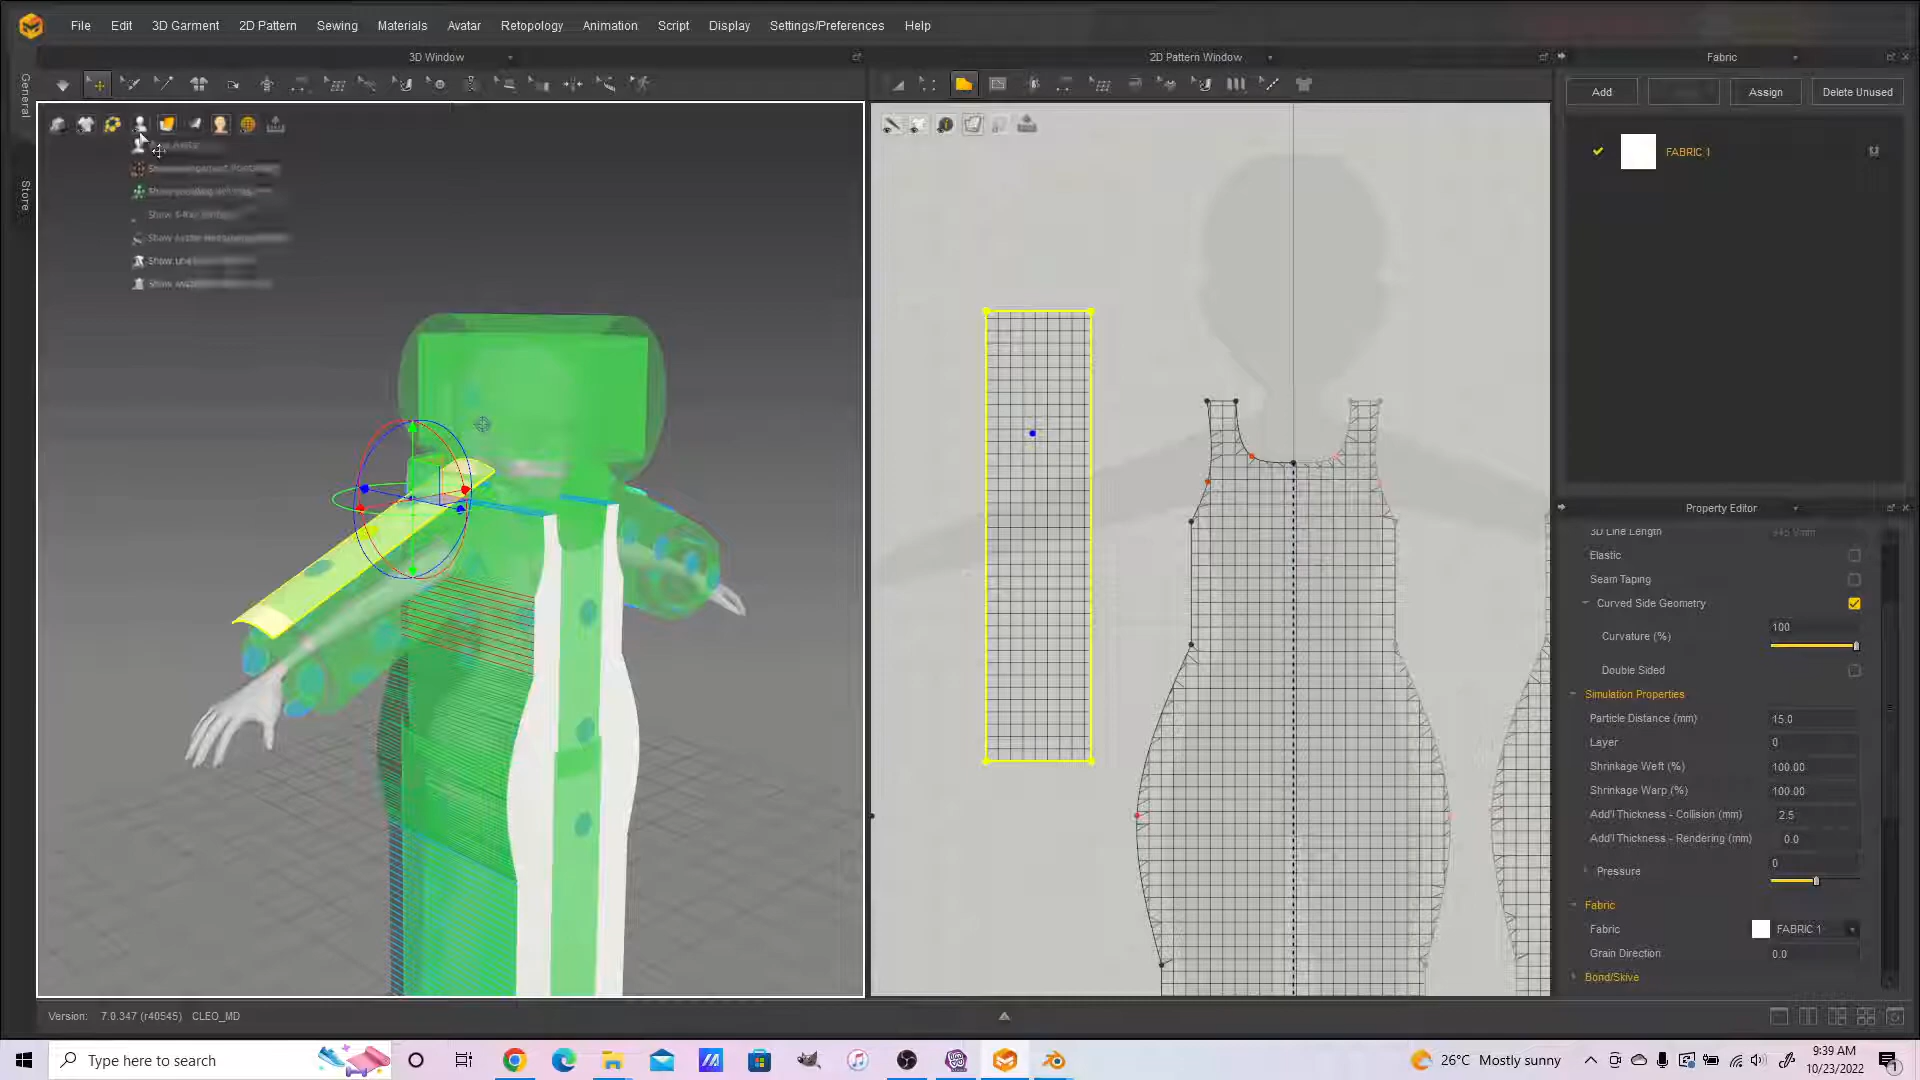 File Edit 3D Garment 2D Pattern Sewing Materials Avatar Retopology Animation Script Display Settings/Preferences Help
3D Window
2D Pattern Window
Fabric
General
Store
Add
Assign
Delete Unused
FABRIC 1
Property Editor
3D Line Length
Elastic
Seam Taping
Curved Side Geometry
Curvature (%)
100
Double Sided
Simulation Properties
Particle Distance (mm) 15.0
Layer 0
Shrinkage Weft (%) 100.00
Shrinkage Warp (%) 100.00
Add'l Thickness - Collision (mm) 2.5
Add'l Thickness - Rendering (mm) 0.0
Pressure 0
Fabric
Fabric FABRIC 1
Grain Direction 0.0
Bond/Skive
Version: 7.0.347 (r40545) CLEO_MD
Type here to search
26°C Mostly sunny
9:39 AM
10/23/2022